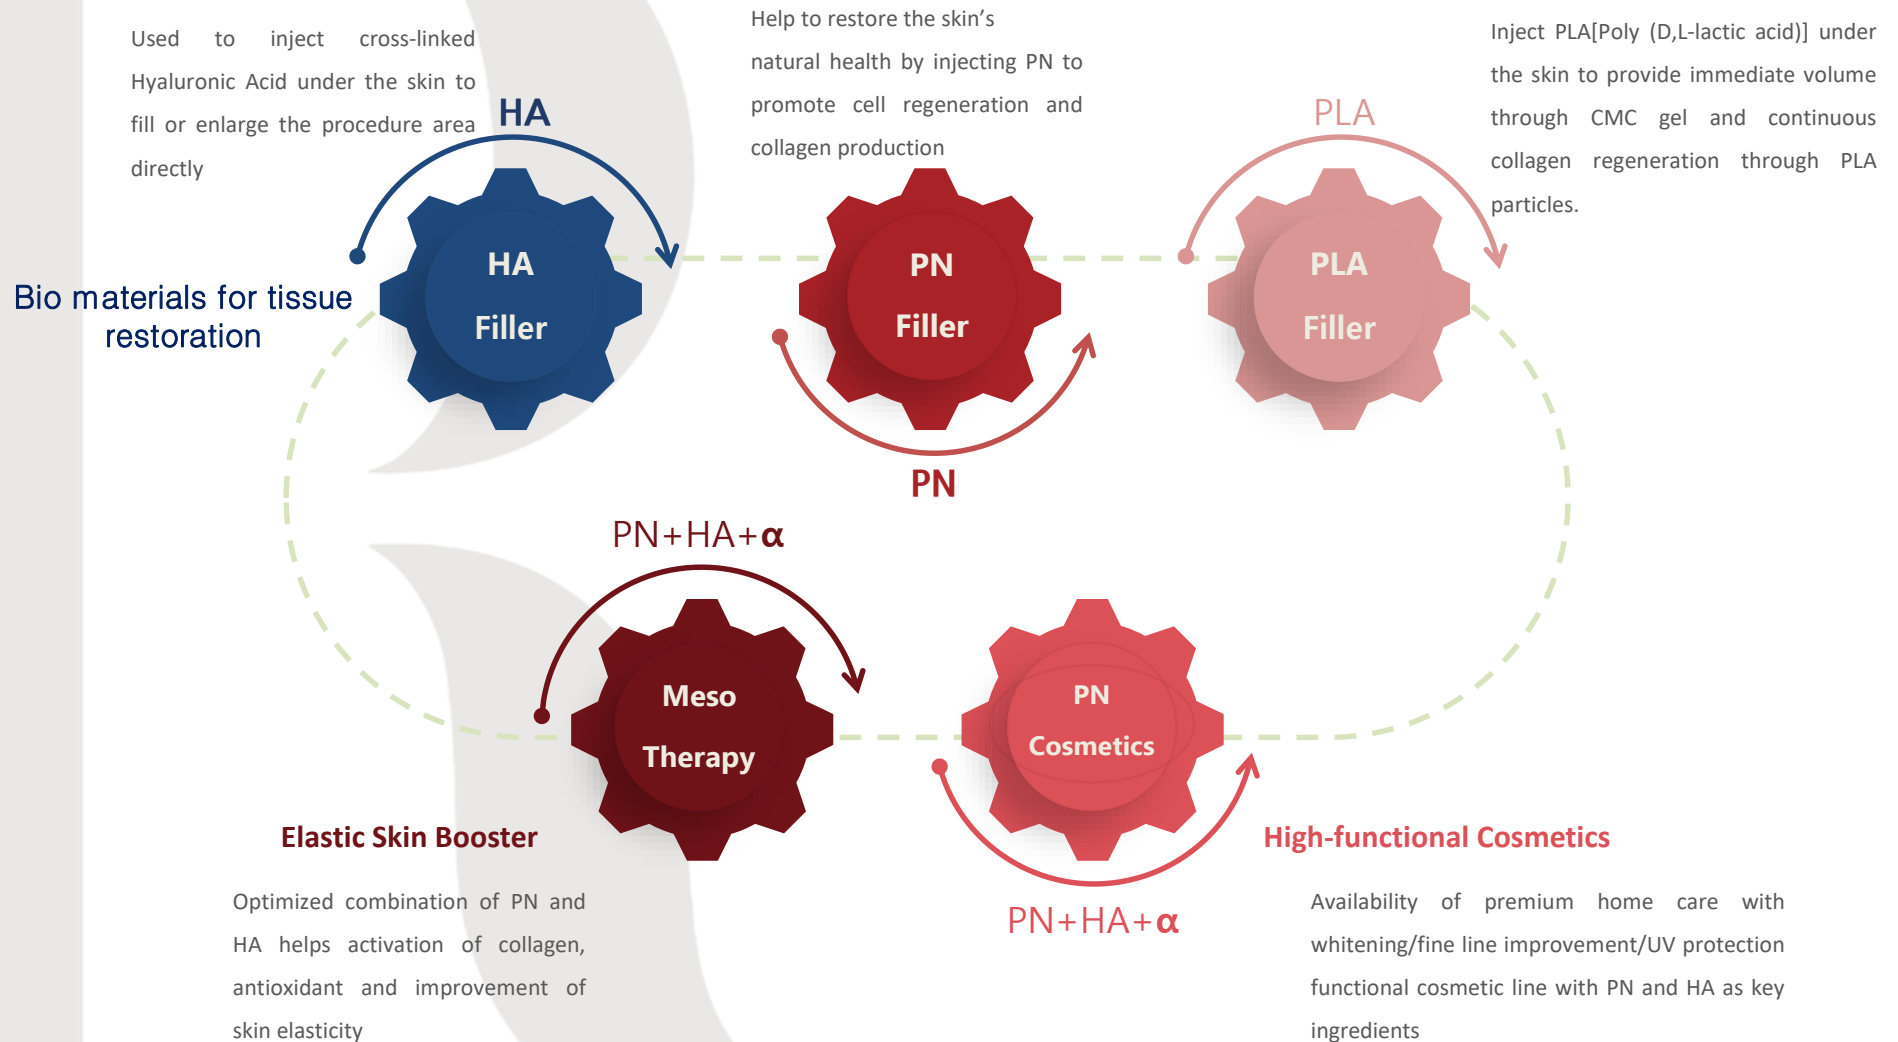 Used to inject cross-linked
Hyaluronic Acid under the skin to
fill or enlarge the procedure area
directly
HA
HA
Filler
Help to restore the skin's
natural health by injecting PN to
promote cell regeneration and
collagen production
PN
Filler
PN
PLA
PLA
Filler
Inject PLA[Poly (D,L-lactic acid)] under
the skin to provide immediate volume
through CMC gel and continuous
collagen regeneration through PLA
particles.
Bio materials for tissue
restoration
PN+HA+α
Meso
Therapy
Elastic Skin Booster
Optimized combination of PN and
HA helps activation of collagen,
antioxidant and improvement of
skin elasticity
PN
Cosmetics
PN+HA+α
High-functional Cosmetics
Availability of premium home care with
whitening/fine line improvement/UV protection
functional cosmetic line with PN and HA as key
ingredients